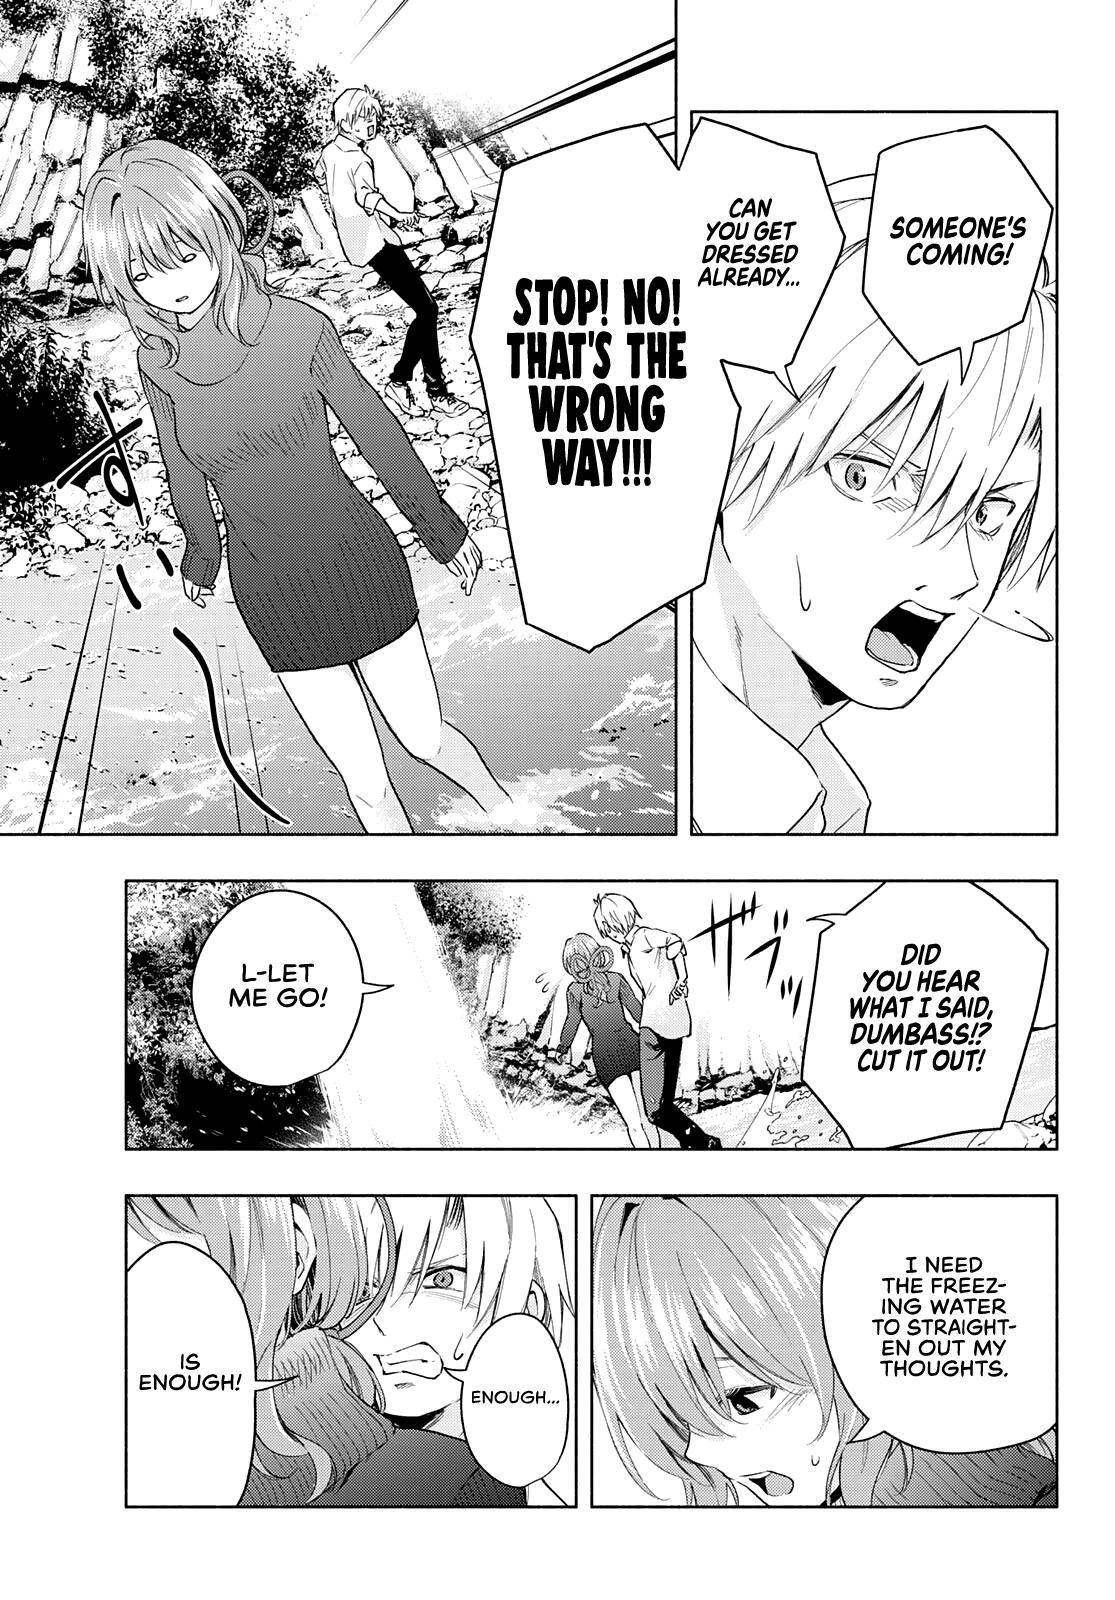 SOMEONE'S
COMING!
CAN
YOU GET
DRESSED
ALREADY...
STOP! NO!
THAT'S THE
WRONG
WAY!!!
DID
YOU HEAR
WHAT I SAID,
DUMBASS!?
CUT IT OUT!
L-LET
ME GO!
I NEED
THE FREEZ-
ING WATER
TO STRAIGHT-
EN OUT MY
THOUGHTS.
ENOUGH...
IS
ENOUGH!